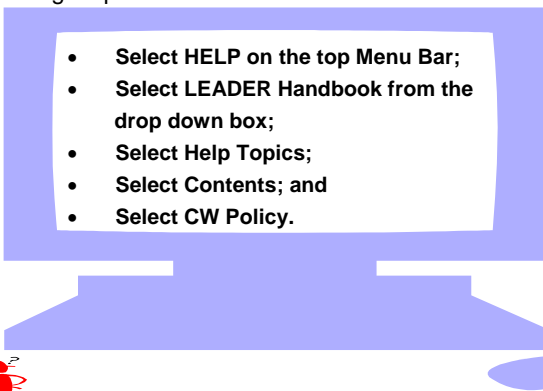 • Select HELP on the top Menu Bar;
• Select LEADER Handbook from the
drop down box;
• Select Help Topics;
• Select Contents; and
• Select CW Policy.
?